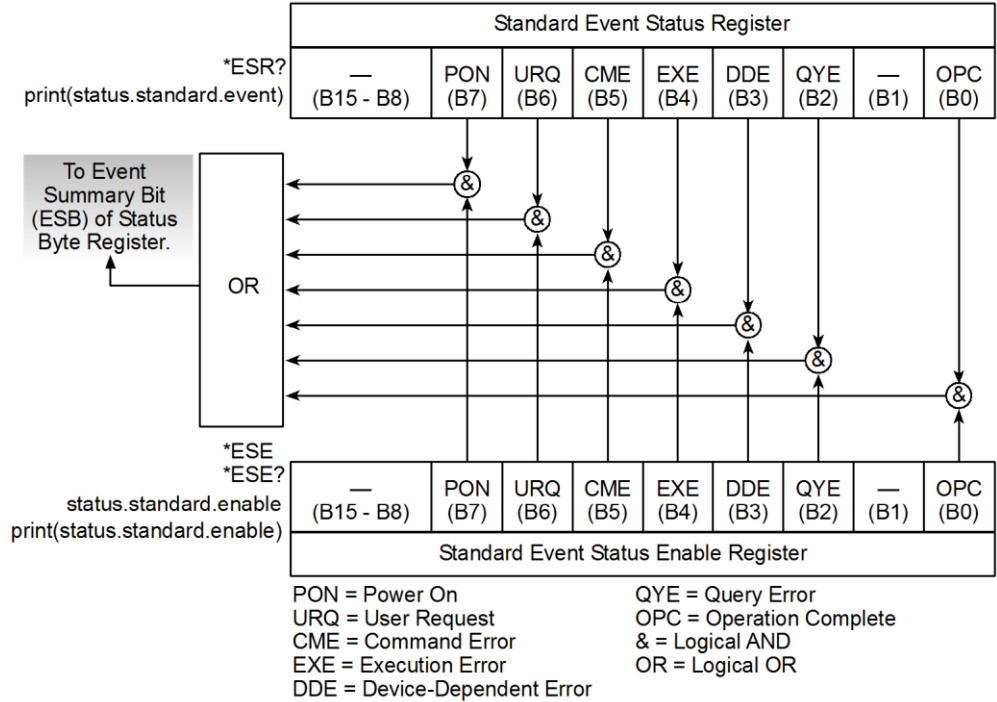 Standard Event Status Register
*ESR?
print(status.standard.event)
— PON URQ CME EXE DDE QYE — OPC
(B15 - B8) (B7) (B6) (B5) (B4) (B3) (B2) (B1) (B0)
To Event
Summary Bit
(ESB) of Status
Byte Register.
OR
&
&
&
&
&
&
&
*ESE
*ESE?
status.standard.enable
print(status.standard.enable)
— PON URQ CME EXE DDE QYE — OPC
(B15 - B8) (B7) (B6) (B5) (B4) (B3) (B2) (B1) (B0)
Standard Event Status Enable Register
PON = Power On
URQ = User Request
CME = Command Error
EXE = Execution Error
DDE = Device-Dependent Error
QYE = Query Error
OPC = Operation Complete
& = Logical AND
OR = Logical OR